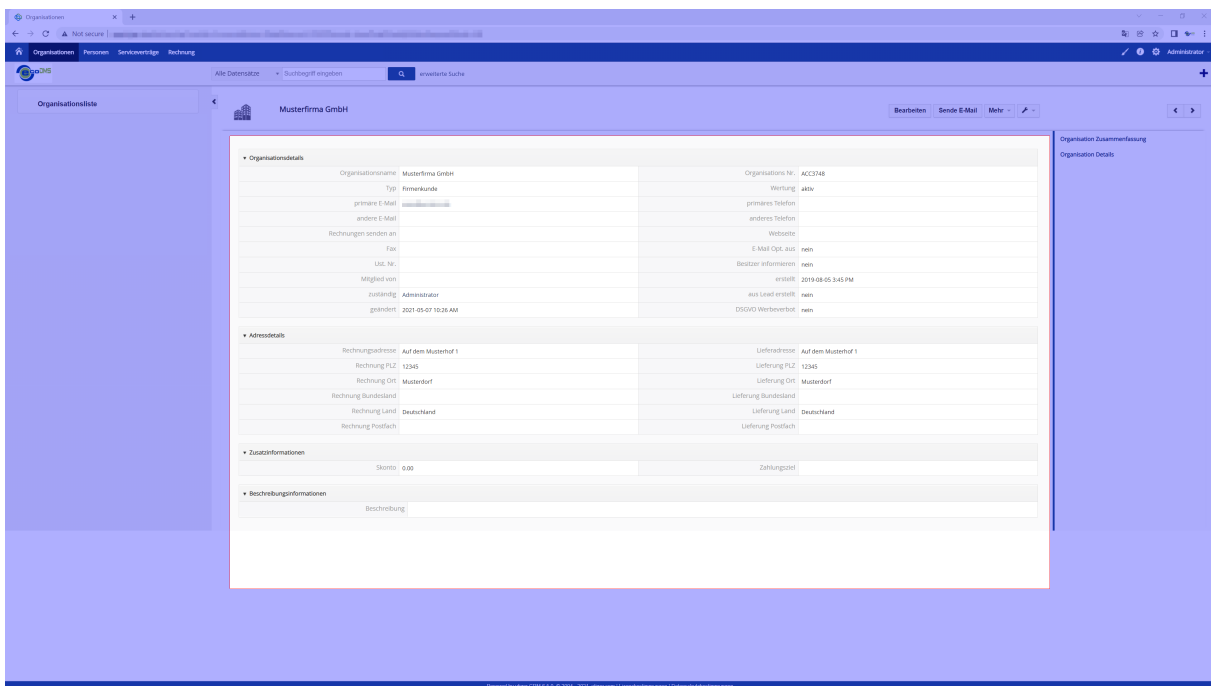 Organisationen
Not secure
Organisationen Personen Serviceverträge Rechnung Administrator
Alle Datensätze Suchbegriff eingeben erweiterte Suche
Organisationsliste
Musterfirma GmbH
Bearbeiten Sende E-Mail Mehr
Organisation Zusammenfassung
Organisation Details
Organisationsdetails
Organisationsname Musterfirma GmbH Organisations Nr. ACC3748
Typ Firmenkunde Wertung aktiv
primäre E-Mail primäres Telefon
andere E-Mail anderes Telefon
Rechnungen senden an Webseite
Fax E Mail Opt. aus nein
Ust. Nr. Besitzer informieren nein
Mitglied von erstellt 2019-08-05 3:45 PM
zuständig Administrator aus Lead erstellt nein
geändert 2021-05-07 10:26 AM DSGVO Werbeverbot nein
Adressdetails
Rechnungsadresse Auf dem Musterhof 1 Lieferadresse Auf dem Musterhof 1
Rechnung PLZ 12345 Lieferung PLZ 12345
Rechnung Ort Musterdorf Lieferung Ort Musterdorf
Rechnung Bundesland Lieferung Bundesland
Rechnung Land Deutschland Lieferung Land Deutschland
Rechnung Postfach Lieferung Postfach
Zusatzinformationen
Skonto 0.00 Zahlungsziel
Beschreibungsinformationen
Beschreibung